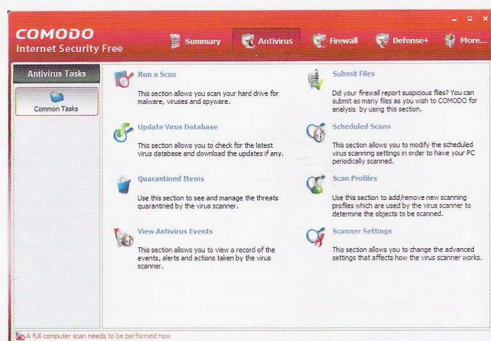 COMODO
Internet Security Free
Summary
Antivirus
Firewall
Defense+
More...
Antivirus Tasks
Common Tasks
Run a Scan
This section allows you scan your hard drive for
malware, viruses and spyware.
Update Virus Database
This section allows you to check for the latest
virus database and download the updates if any.
Quarantined Items
Use this section to see and manage the threats
quarantined by the virus scanner.
View Antivirus Events
This section allows you to view a record of the
events, alerts and actions taken by the virus
scanner.
Submit Files
Did your firewall report suspicious files? You can
submit as many files as you wish to COMODO for
analysis by using this section.
Scheduled Scans
This section allows you to modify the scheduled
virus scanning settings in order to have your PC
periodically scanned.
Scan Profiles
Use this section to add/remove new scanning
profiles which are used by the virus scanner to
determine the objects to be scanned.
Scanner Settings
This section allows you to change the advanced
settings that affects how the virus scanner works.
A full computer scan needs to be performed now